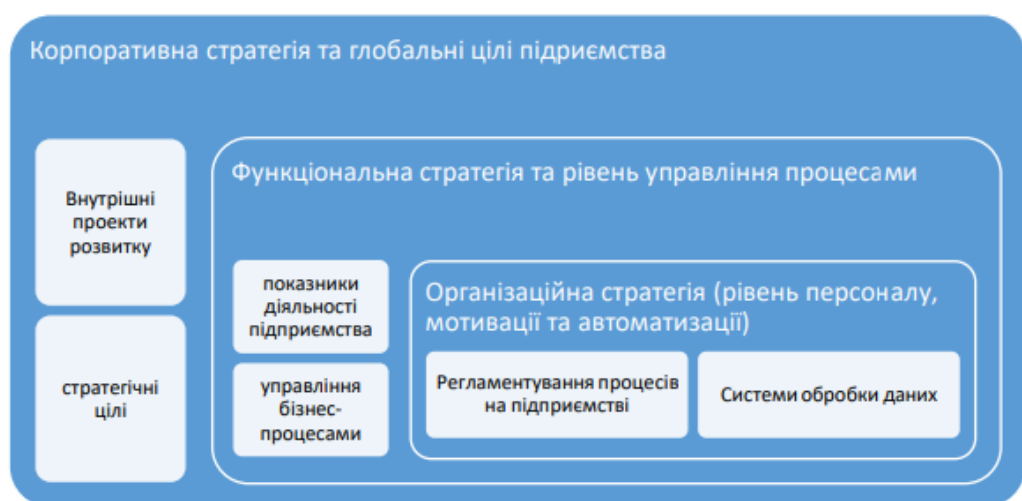 Корпоративна стратегія та глобальні цілі підприємства
Внутрішні
проекти
розвитку
стратегічні
цілі
Функціональна стратегія та рівень управління процесами
показники
діяльності
підприємства
управління
бізнес-
процесами
Організаційна стратегія (рівень персоналу,
мотивації та автоматизації)
Регламентування процесів
на підприємстві
Системи обробки даних